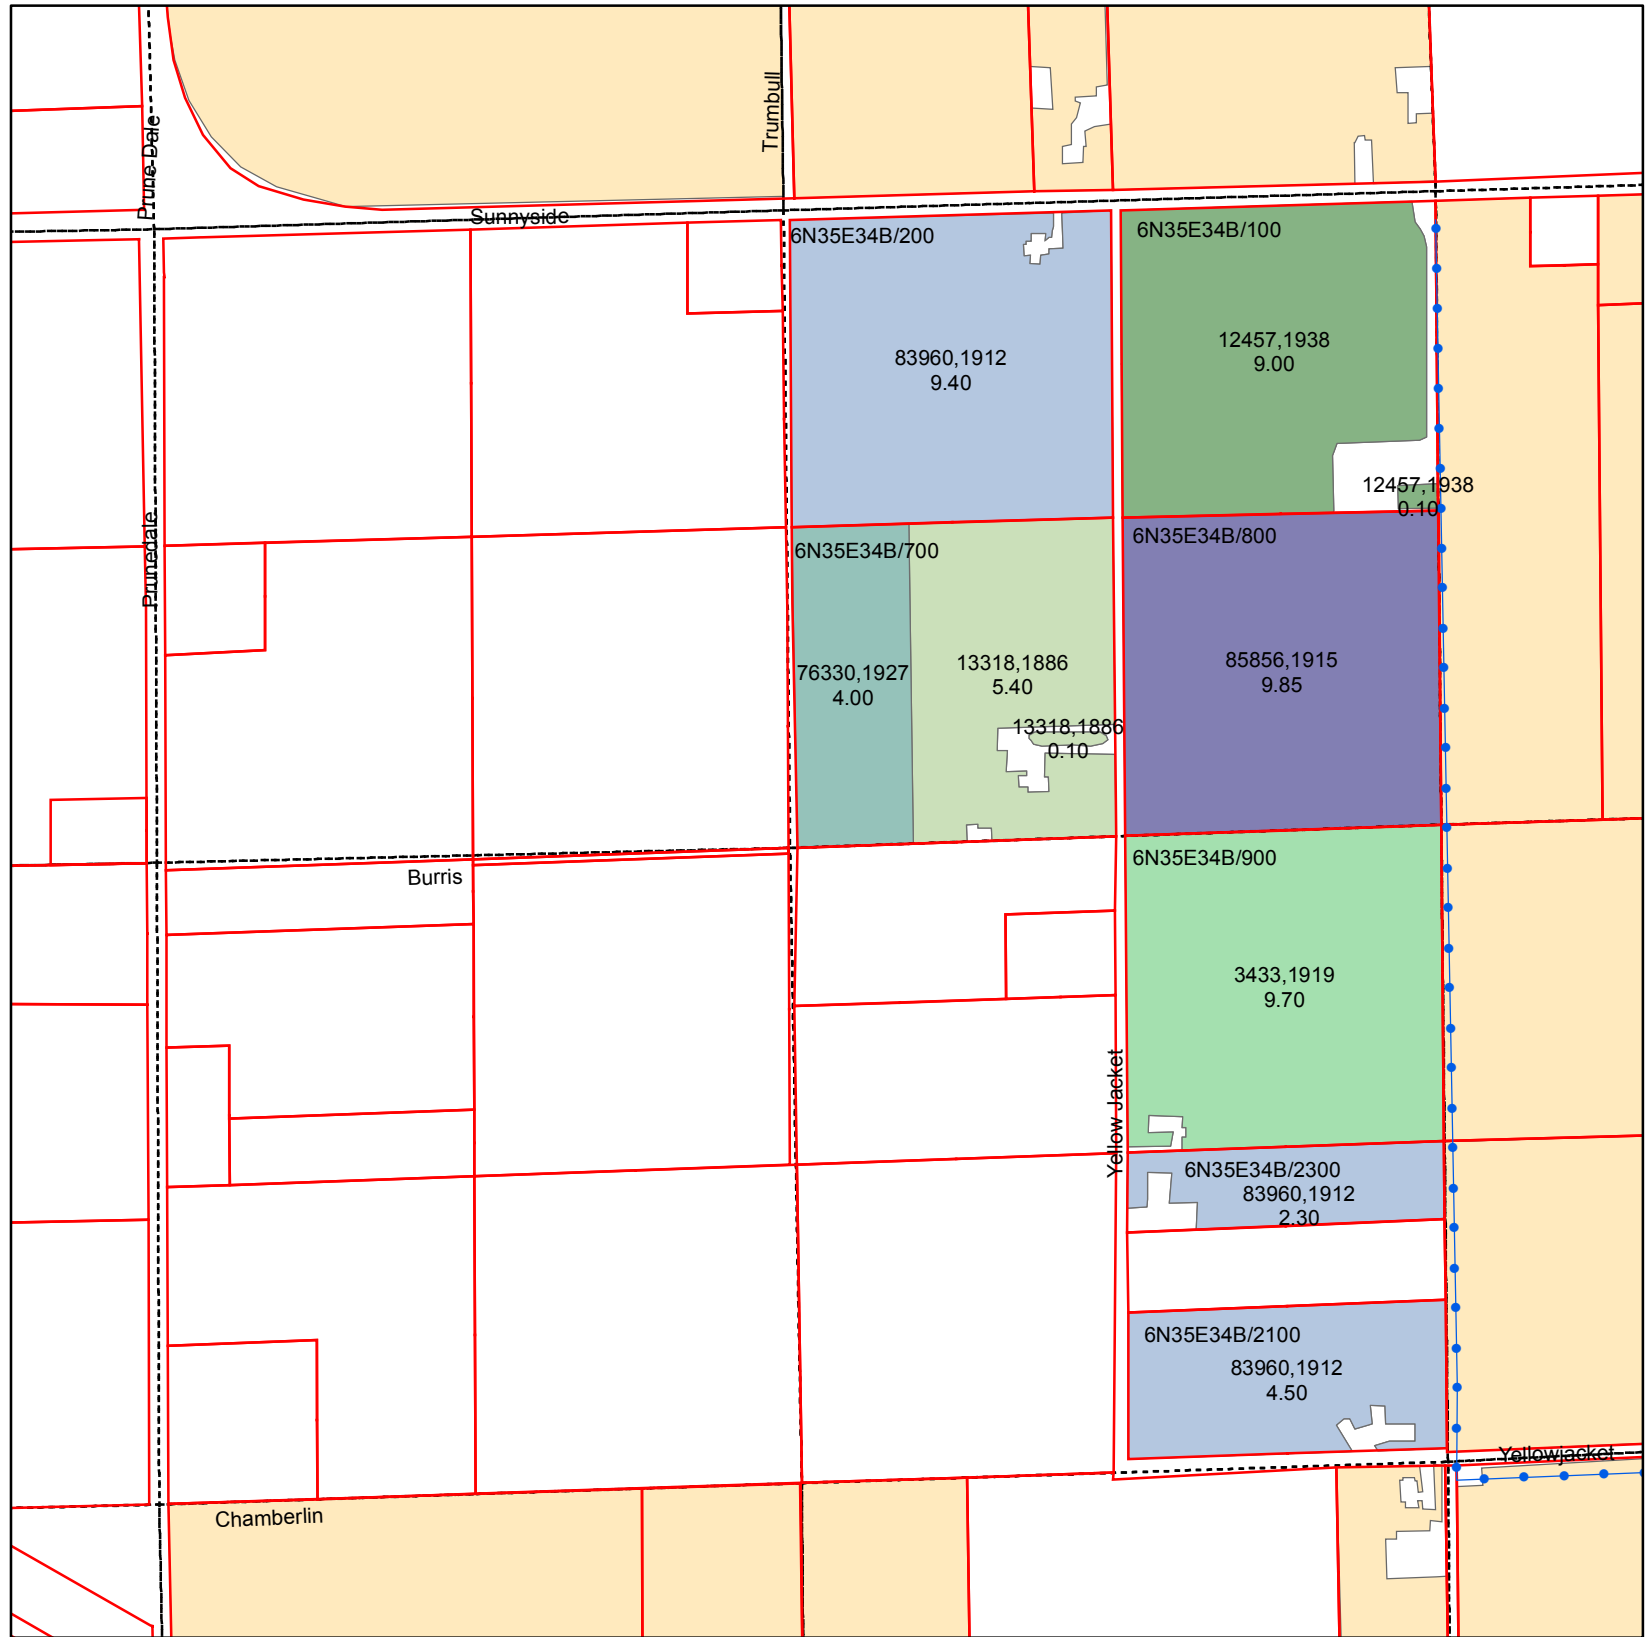 Prune Dale
Trumbull
Sunnyside
6N35E34B/200
6N35E34B/100
83960,1912
9.40
12457,1938
9.00
12457,1938
0.10
Prunedale
6N35E34B/700
6N35E34B/800
76330,1927
4.00
13318,1886
5.40
13318,1886
0.10
85856,1915
9.85
Burris
6N35E34B/900
3433,1919
9.70
Yellow Jacket
6N35E34B/2300
83960,1912
2.30
6N35E34B/2100
83960,1912
4.50
Yellowjacket
Chamberlin